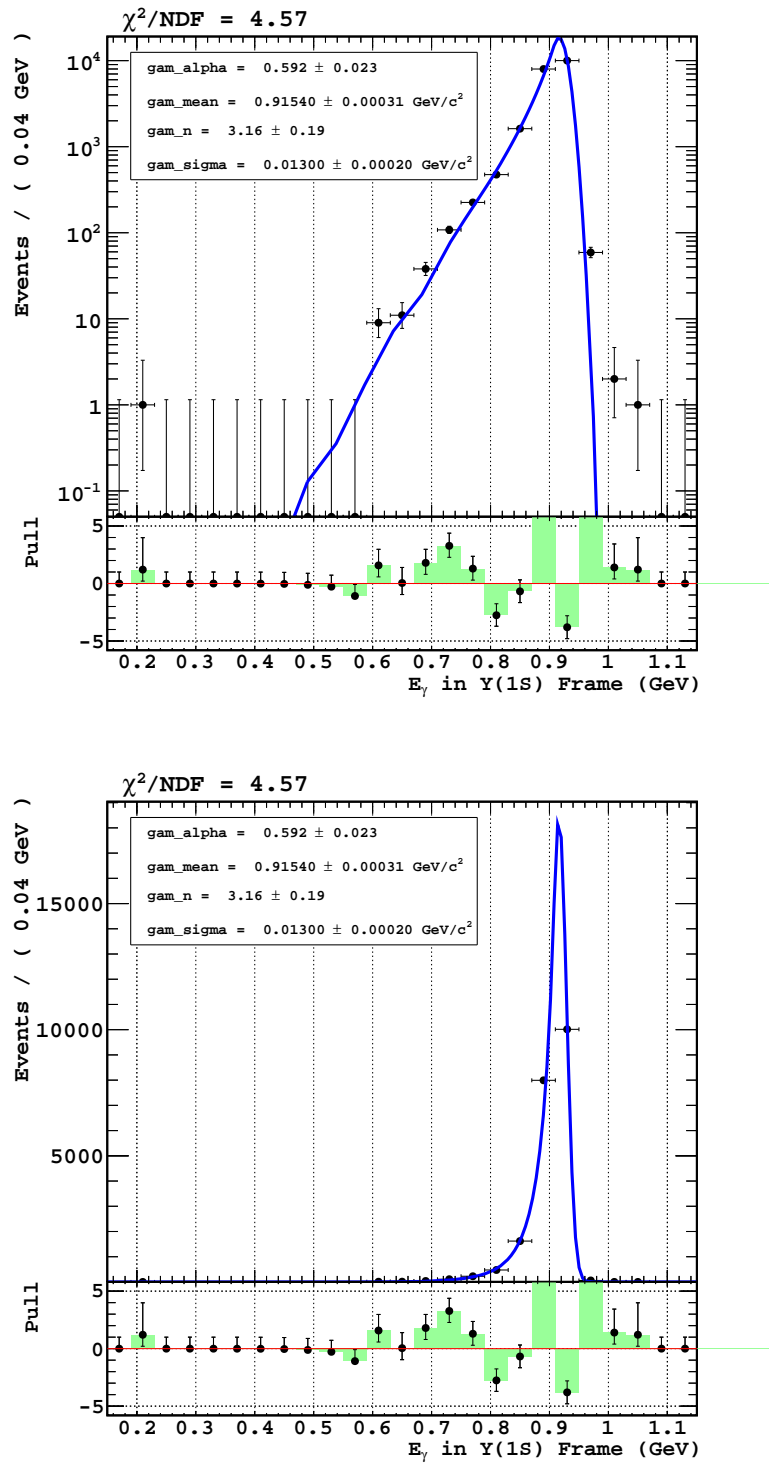 χ²/NDF = 4.57
gam_alpha = 0.592 ± 0.023
gam_mean = 0.91540 ± 0.00031 GeV/c²
gam_n = 3.16 ± 0.19
gam_sigma = 0.01300 ± 0.00020 GeV/c²
Events / ( 0.04 GeV )
10⁴
10³
10²
10
1
10⁻¹
Pull
5
0
-5
0.2 0.3 0.4 0.5 0.6 0.7 0.8 0.9 1 1.1
E_γ in Υ(1S) Frame (GeV)
χ²/NDF = 4.57
gam_alpha = 0.592 ± 0.023
gam_mean = 0.91540 ± 0.00031 GeV/c²
gam_n = 3.16 ± 0.19
gam_sigma = 0.01300 ± 0.00020 GeV/c²
Events / ( 0.04 GeV )
15000
10000
5000
Pull
5
0
-5
0.2 0.3 0.4 0.5 0.6 0.7 0.8 0.9 1 1.1
E_γ in Υ(1S) Frame (GeV)